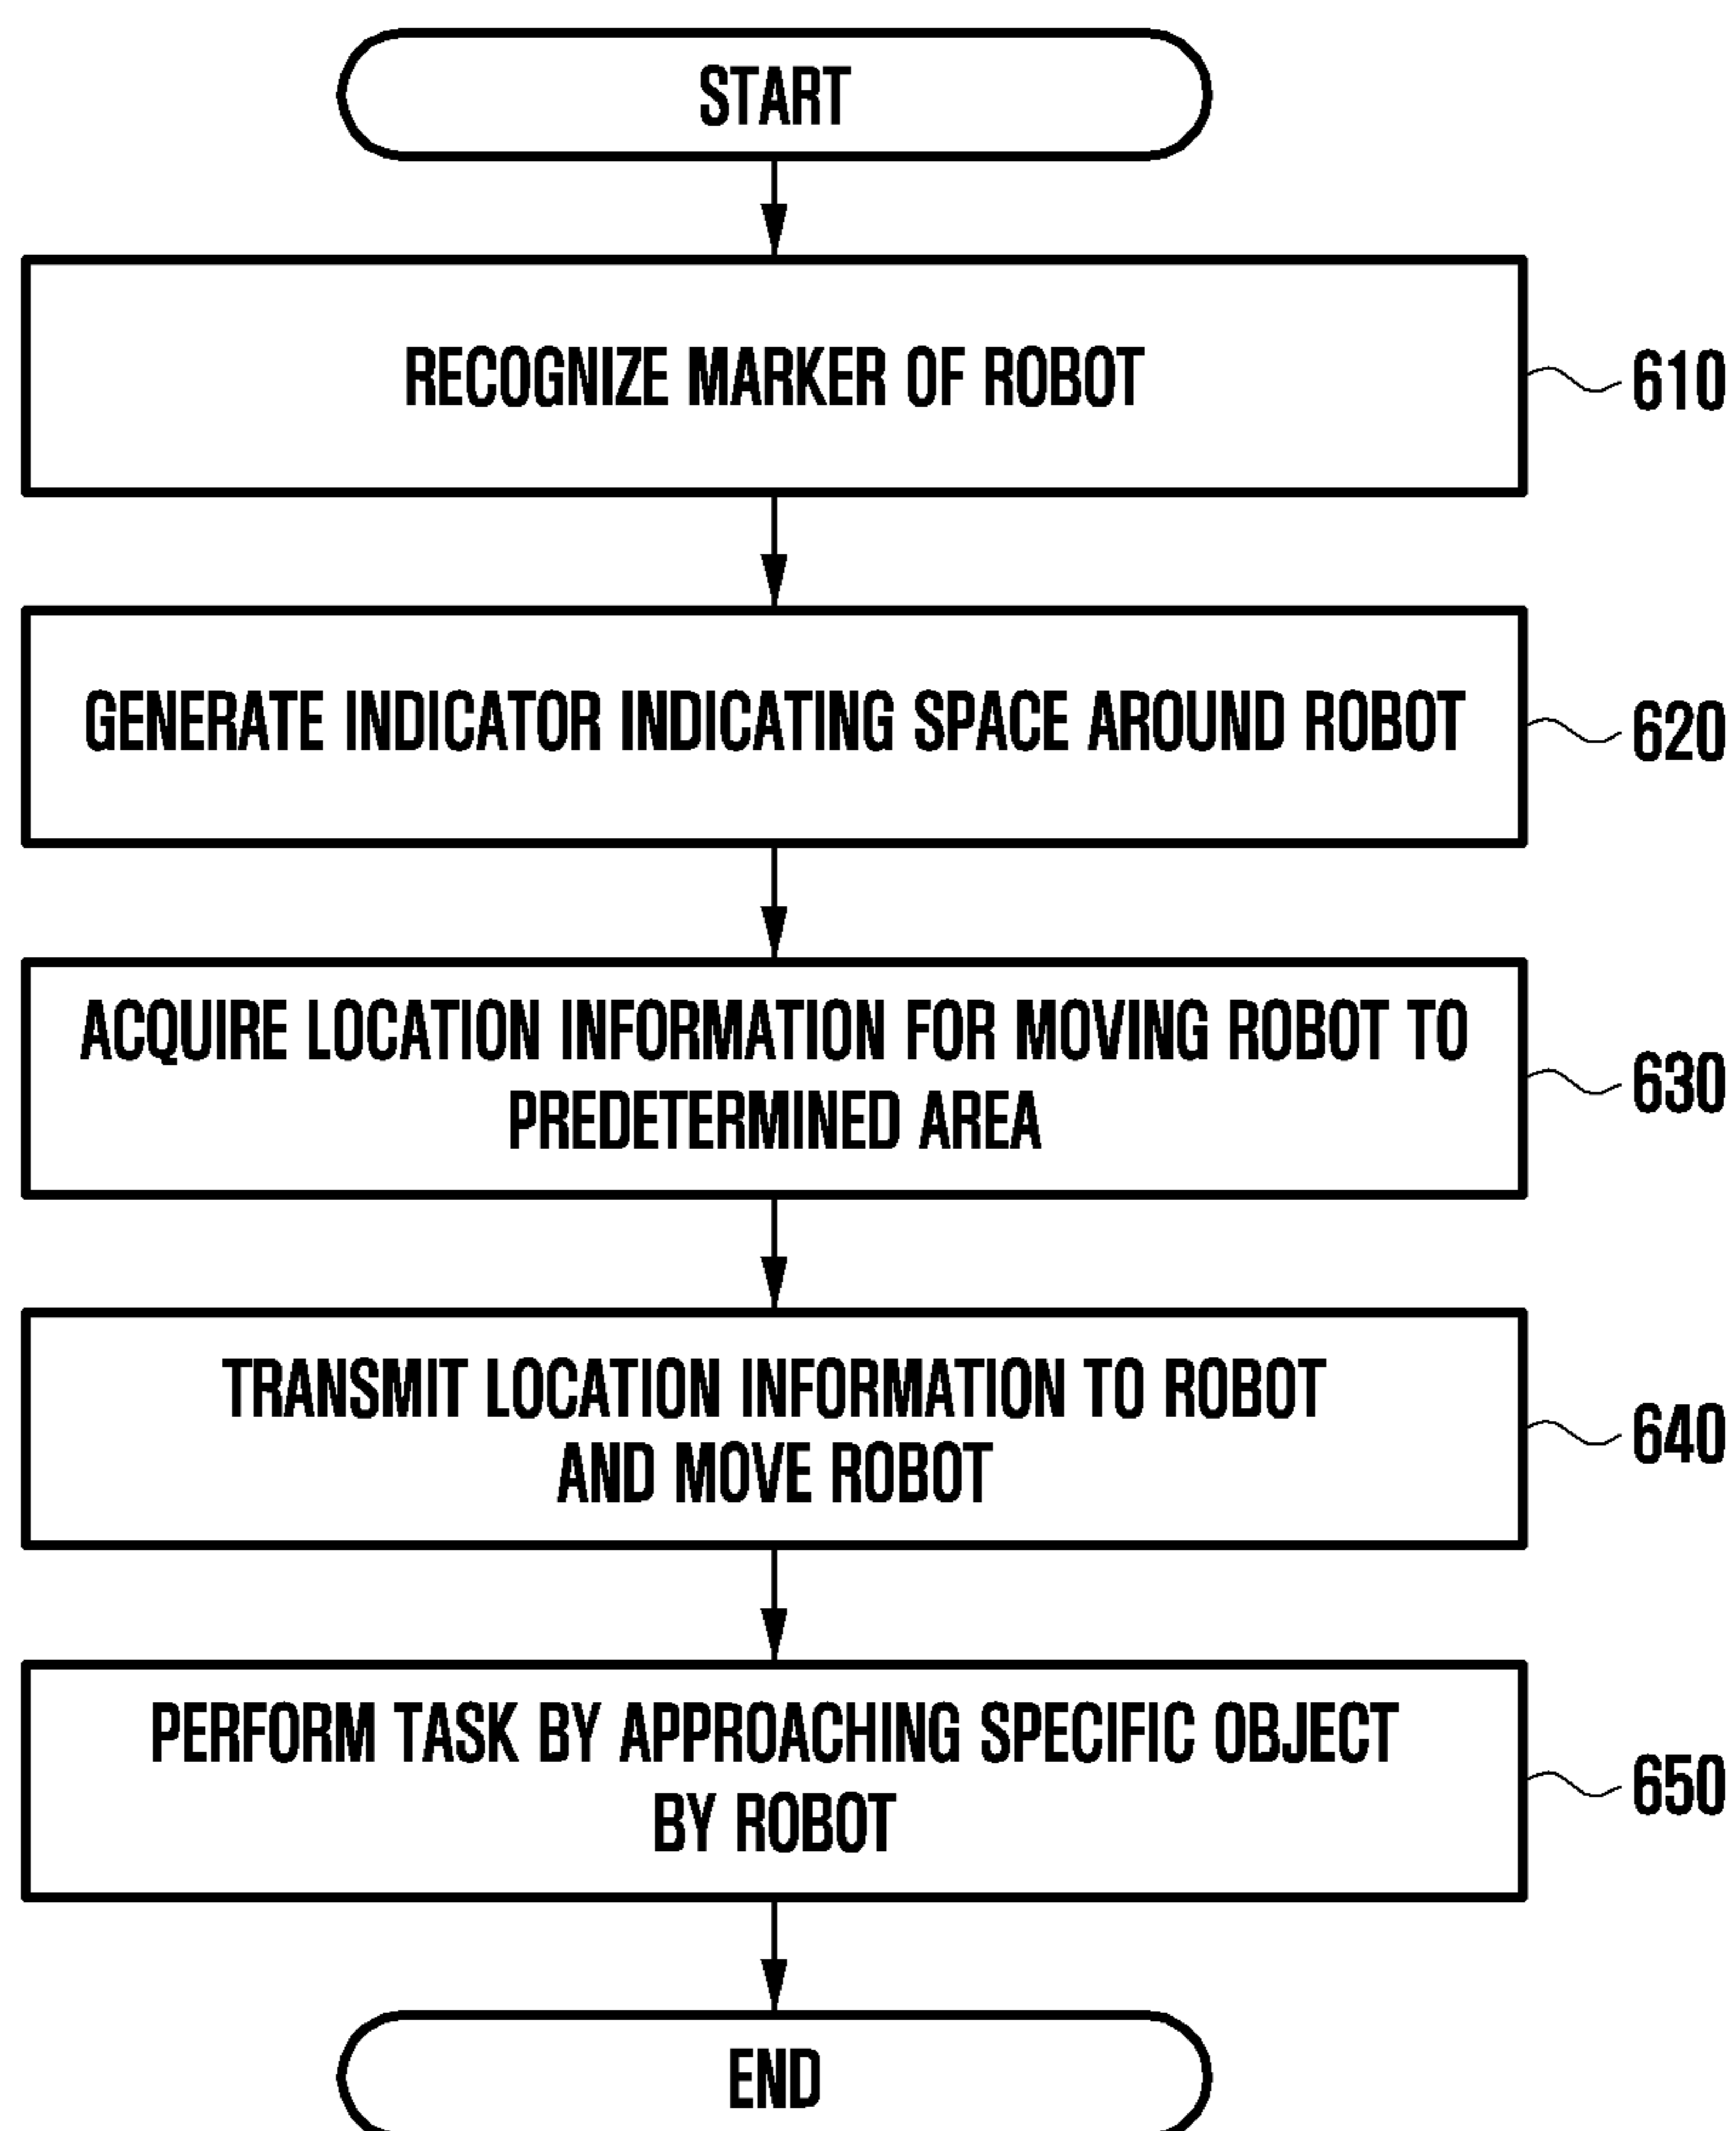 START
RECOGNIZE MARKER OF ROBOT
610
GENERATE INDICATOR INDICATING SPACE AROUND ROBOT
620
ACQUIRE LOCATION INFORMATION FOR MOVING ROBOT TO
PREDETERMINED AREA
630
TRANSMIT LOCATION INFORMATION TO ROBOT
AND MOVE ROBOT
640
PERFORM TASK BY APPROACHING SPECIFIC OBJECT
BY ROBOT
650
END